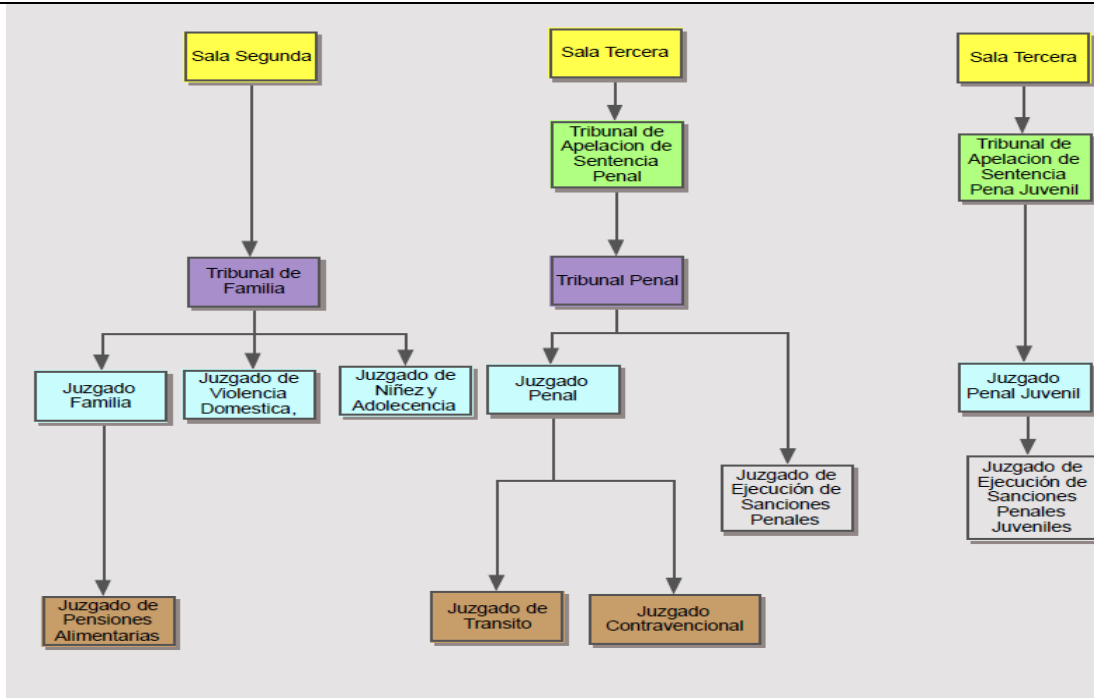 Sala Segunda
Sala Tercera
Sala Tercera
Tribunal de
Apelacion de
Sentencia
Penal
Tribunal de
Apelacion de
Sentencia
Pena Juvenil
Tribunal de
Familia
Tribunal Penal
Juzgado
Familia
Juzgado de
Violencia
Domestica,
Juzgado de
Niñez y
Adolecencia
Juzgado
Penal
Juzgado
Penal Juvenil
Juzgado de
Ejecución de
Sanciones
Penales
Juzgado de
Ejecución de
Sanciones
Penales
Juveniles
Juzgado de
Pensiones
Alimentarias
Juzgado de
Transito
Juzgado
Contravencional